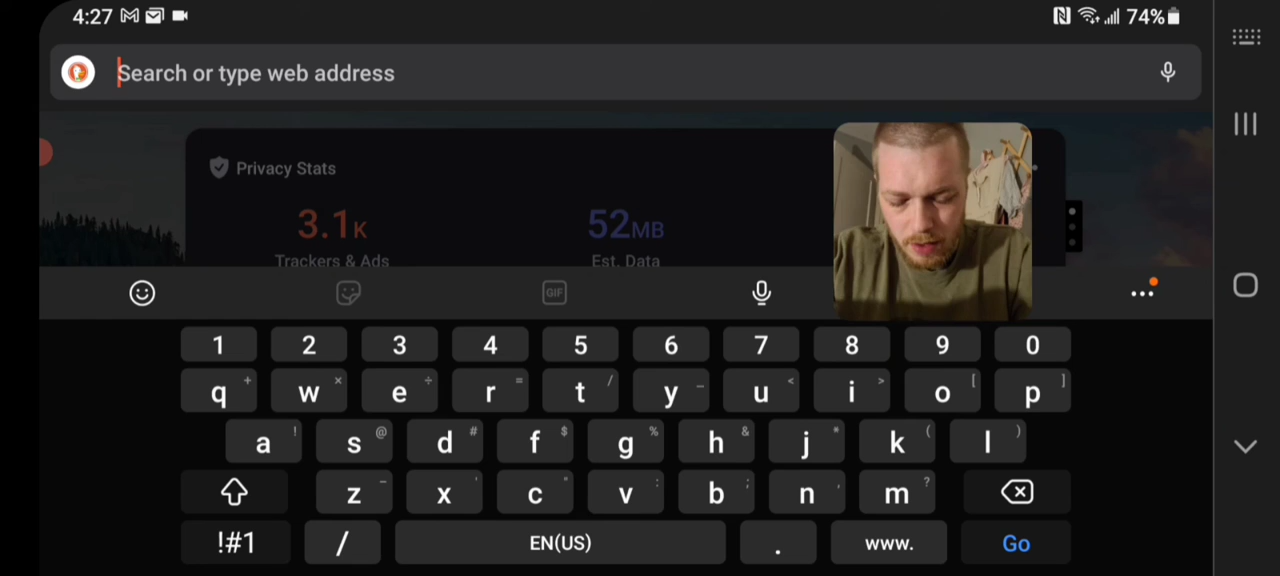 4:27 74%
Search or type web address
Privacy Stats
3.1K 52MB
Trackers & Ads Est. Data
GIF
1 2 3 4 5 6 7 8 9 0
q + w × e ÷ r = t / y _ u < i > o [ p ]
a ! s @ d # f $ g % h & j * k ( l )
z - x ' c " v : b ; n , m ?
!#1 / EN(US) . www. Go